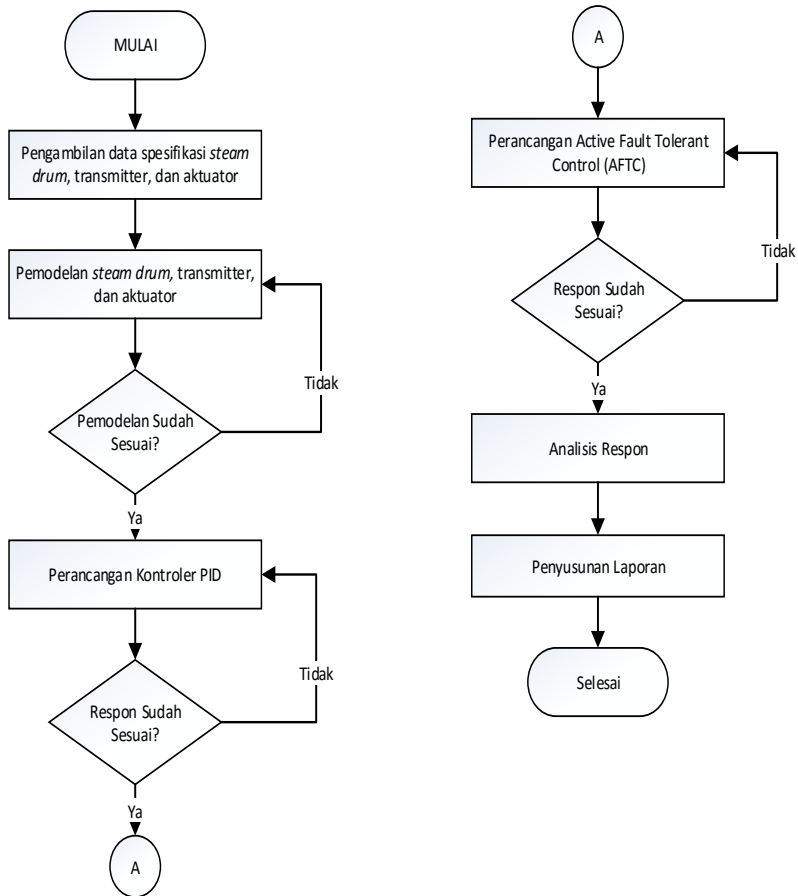 MULAI
Pengambilan data spesifikasi steam
drum, transmitter, dan aktuator
Pemodelan steam drum, transmitter,
dan aktuator
Tidak
Pemodelan Sudah
Sesuai?
Ya
Perancangan Kontroler PID
Tidak
Respon Sudah
Sesuai?
Ya
A
A
Perancangan Active Fault Tolerant
Control (AFTC)
Tidak
Respon Sudah
Sesuai?
Ya
Analisis Respon
Penyusunan Laporan
Selesai